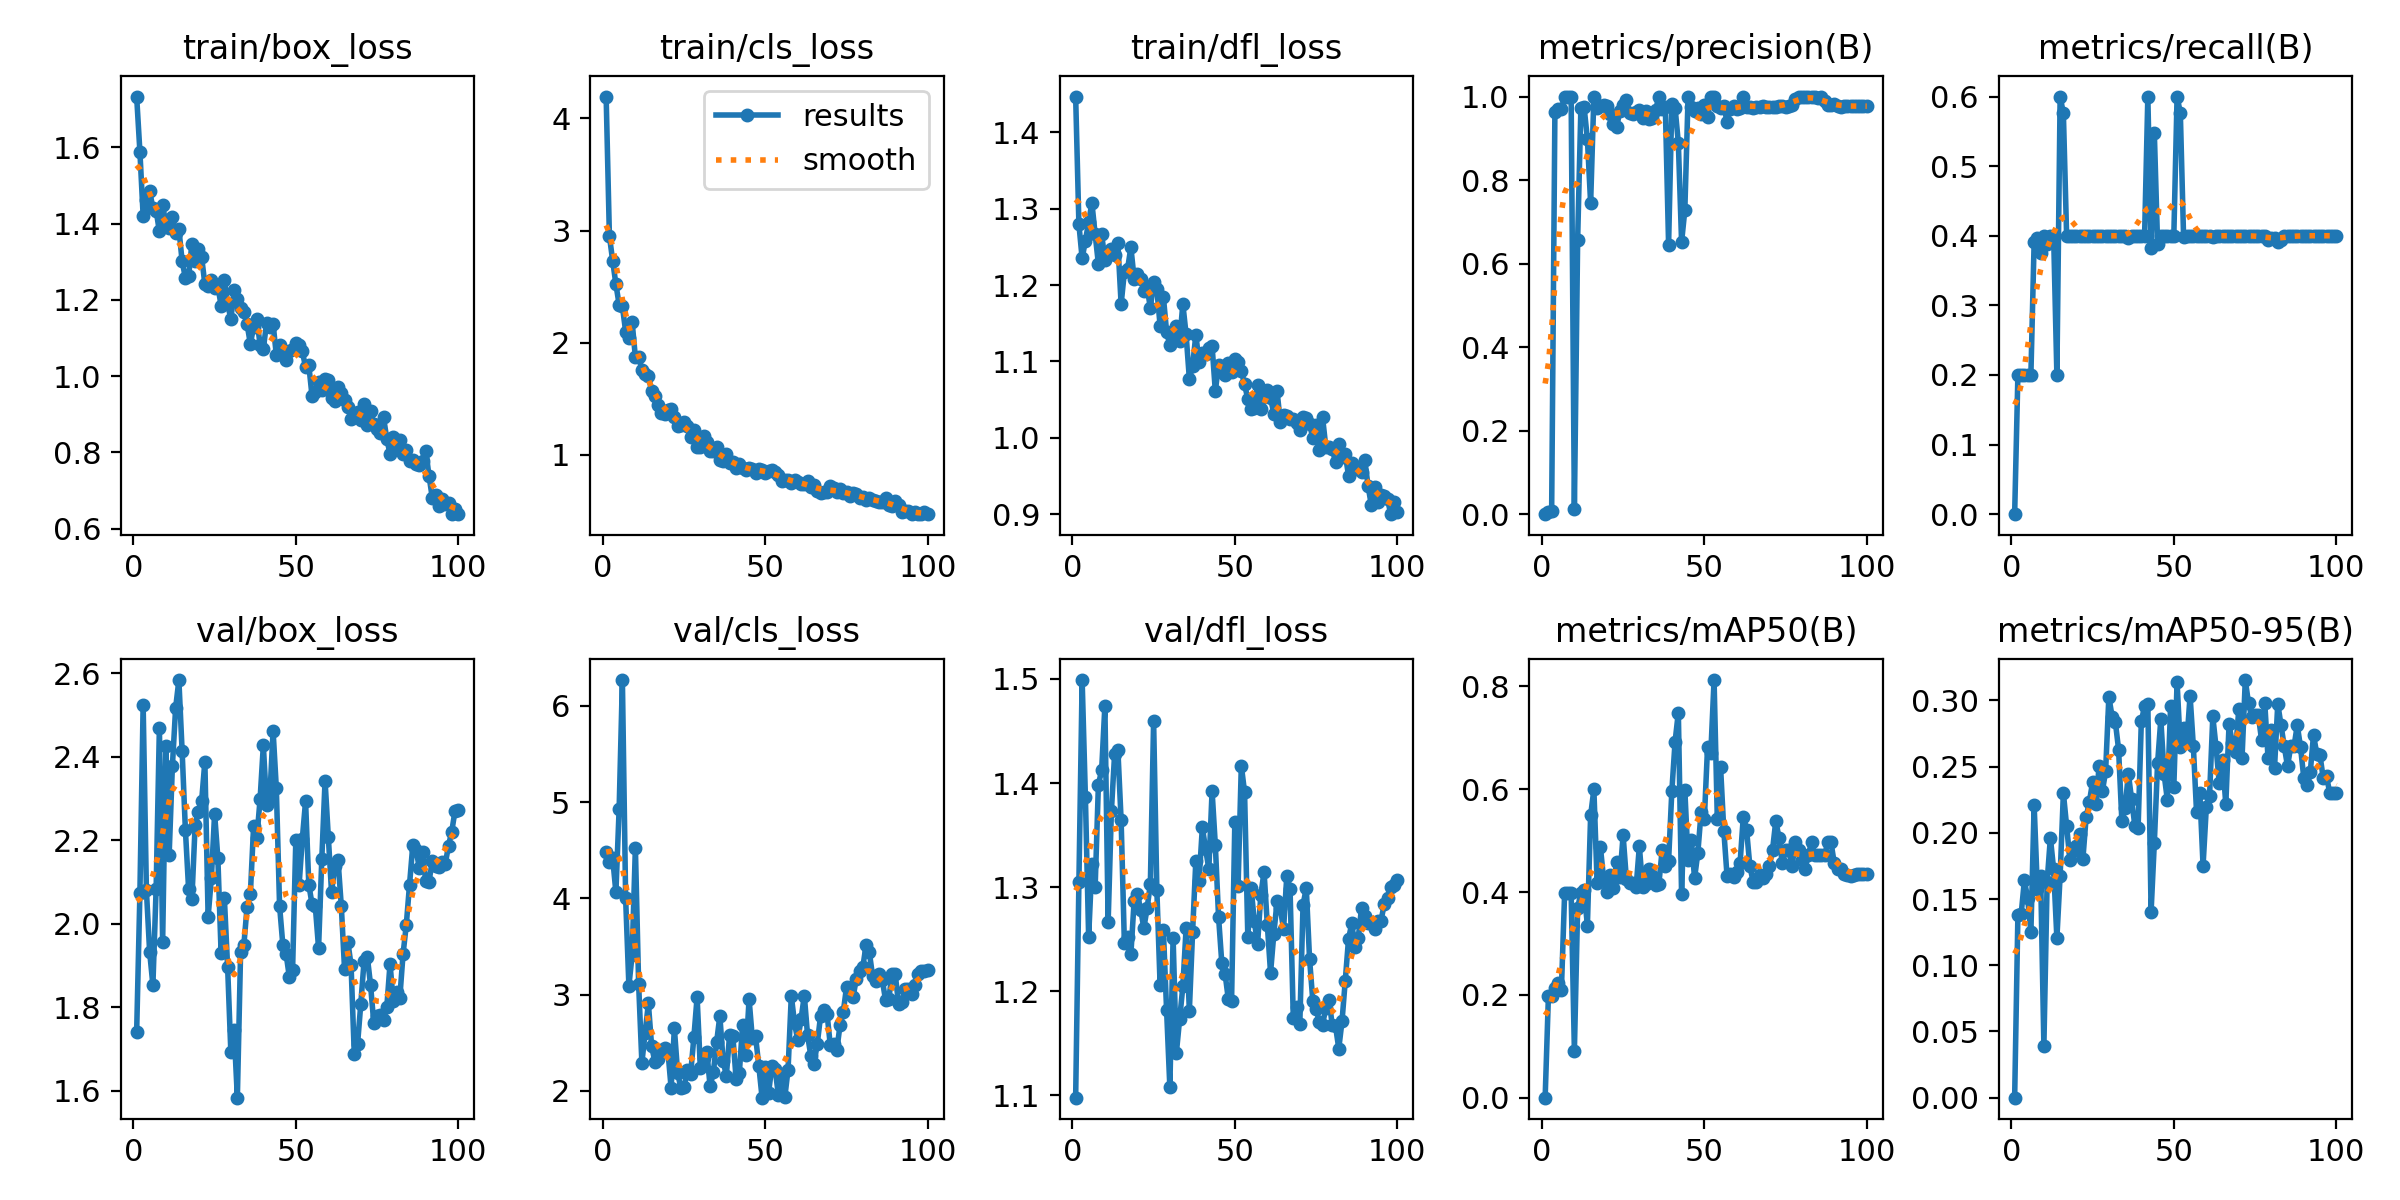 train/box_loss
train/cls_loss
train/dfl_loss
metrics/precision(B)
metrics/recall(B)
1.6
1.4
1.2
1.0
0.8
0.6
0 50 100
4
3
2
1
0 50 100
results
smooth
1.4
1.3
1.2
1.1
1.0
0.9
0 50 100
1.0
0.8
0.6
0.4
0.2
0.0
0 50 100
0.6
0.5
0.4
0.3
0.2
0.1
0.0
0 50 100
val/box_loss
val/cls_loss
val/dfl_loss
metrics/mAP50(B)
metrics/mAP50-95(B)
2.6
2.4
2.2
2.0
1.8
1.6
0 50 100
6
5
4
3
2
0 50 100
1.5
1.4
1.3
1.2
1.1
0 50 100
0.8
0.6
0.4
0.2
0.0
0 50 100
0.30
0.25
0.20
0.15
0.10
0.05
0.00
0 50 100